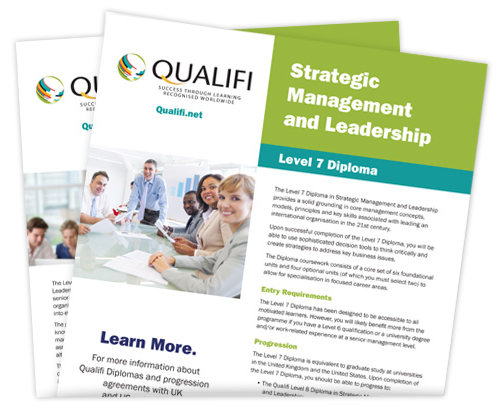 QUALIFI
SUCCESS THROUGH LEARNING
RECOGNISED WORLDWIDE
Qualifi.net
Strategic
Management
and Leadership
Level 7 Diploma
The Level 7 Diploma in Strategic Management and Leadership
provides a solid grounding in core management concepts,
models, principles and key skills associated with leading an
international organisation in the 21st century.
Upon successful completion of the Level 7 Diploma, you will be
able to use sophisticated decision tools to think critically and
create strategies to address key business issues.
The Diploma coursework consists of a core set of six foundational
units and four optional units (of which you must select two) to
allow for specialisation in focused career areas.
Entry Requirements
The Level 7 Diploma has been designed to be accessible to all
motivated learners. However, you will likely benefit more from the
programme if you have a Level 6 qualification or a university degree
and/or work-related experience at a senior management level.
Progression
The Level 7 Diploma is equivalent to graduate study at universities
in the United Kingdom and the United States. Upon completion of
the Level 7 Diploma, you should be able to progress to:
• The Qualifi Level 8 Diploma in Strategic Management
and Leadership
Learn More.
For more information about
Qualifi Diplomas and progression
agreements with UK
and US